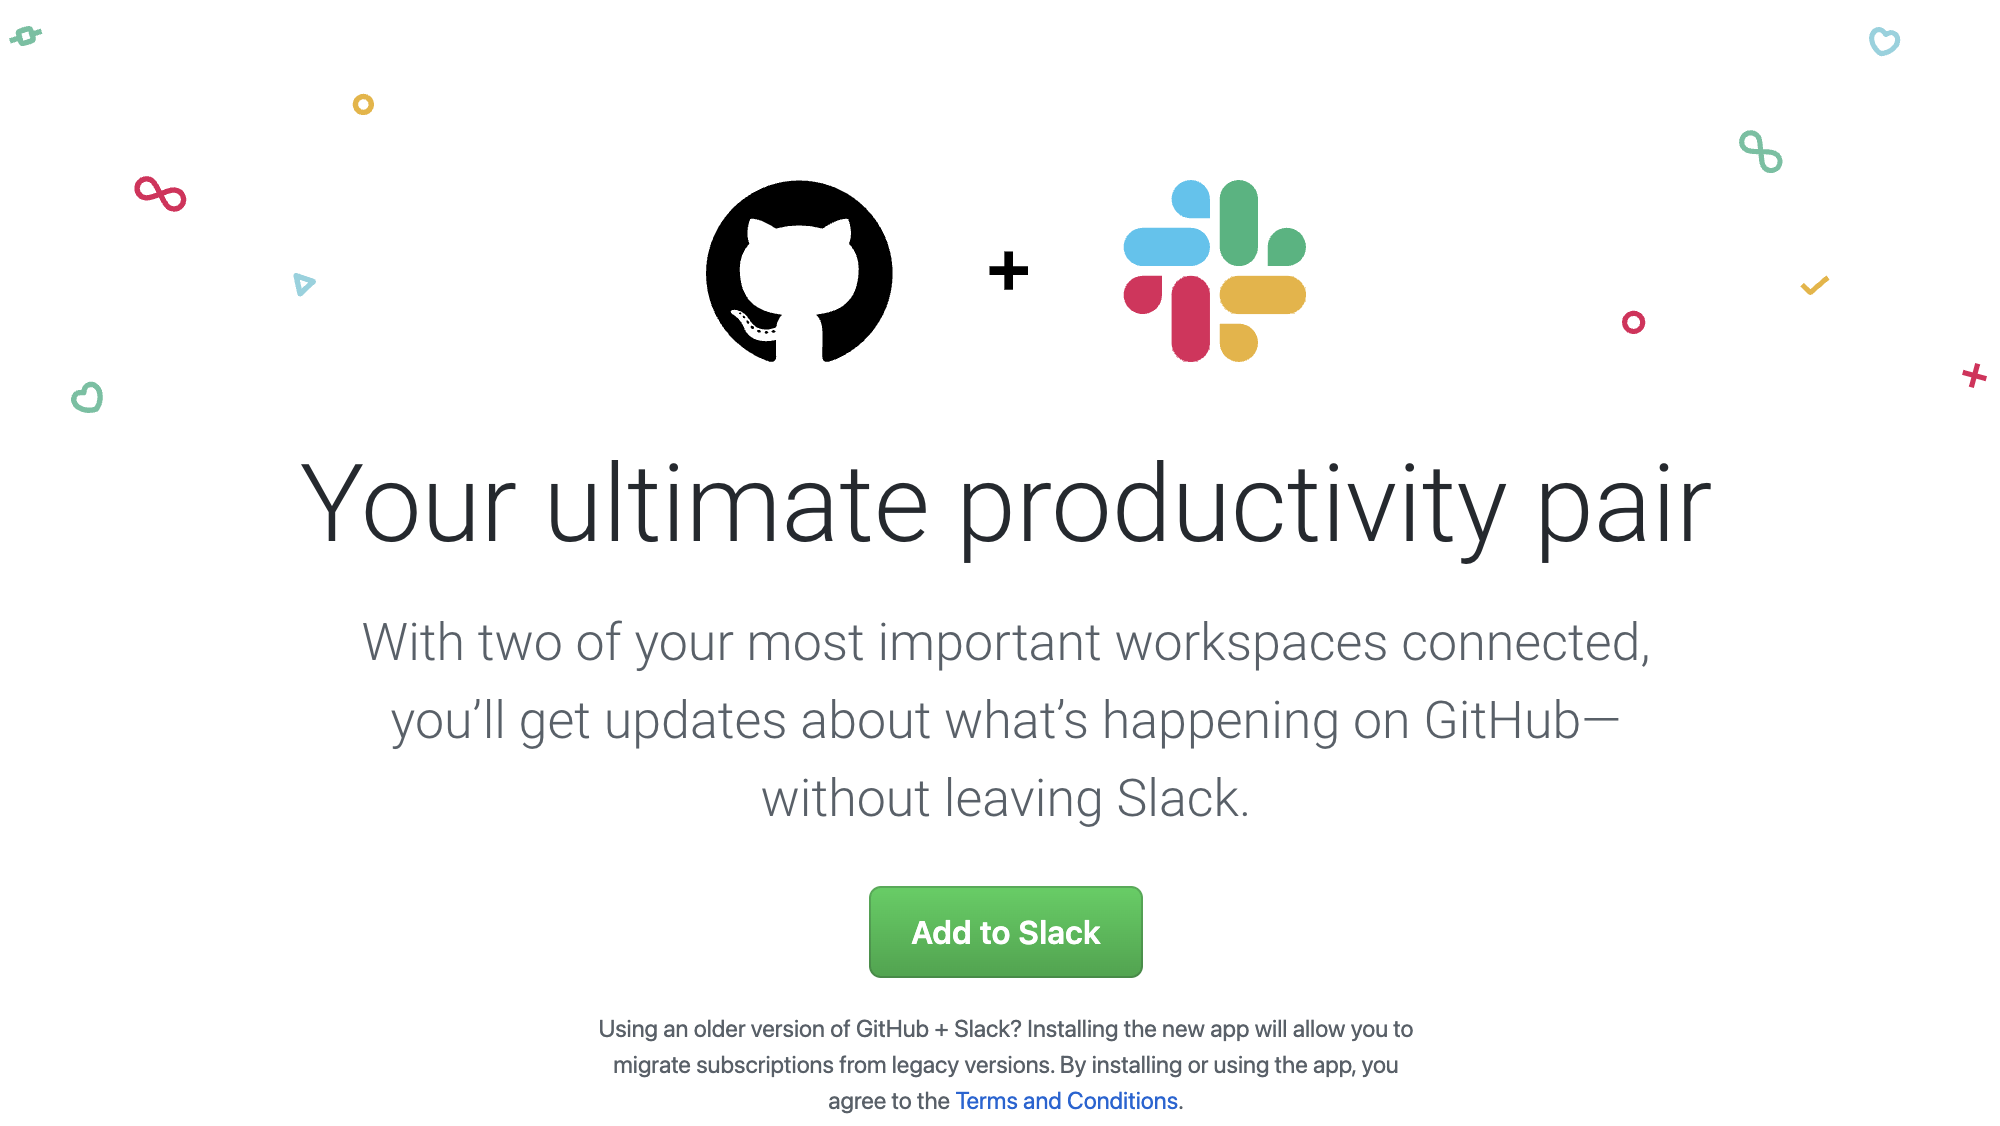 +
Your ultimate productivity pair
With two of your most important workspaces connected,
you’ll get updates about what’s happening on GitHub—
without leaving Slack.
Add to Slack
Using an older version of GitHub + Slack? Installing the new app will allow you to
migrate subscriptions from legacy versions. By installing or using the app, you
agree to the Terms and Conditions.